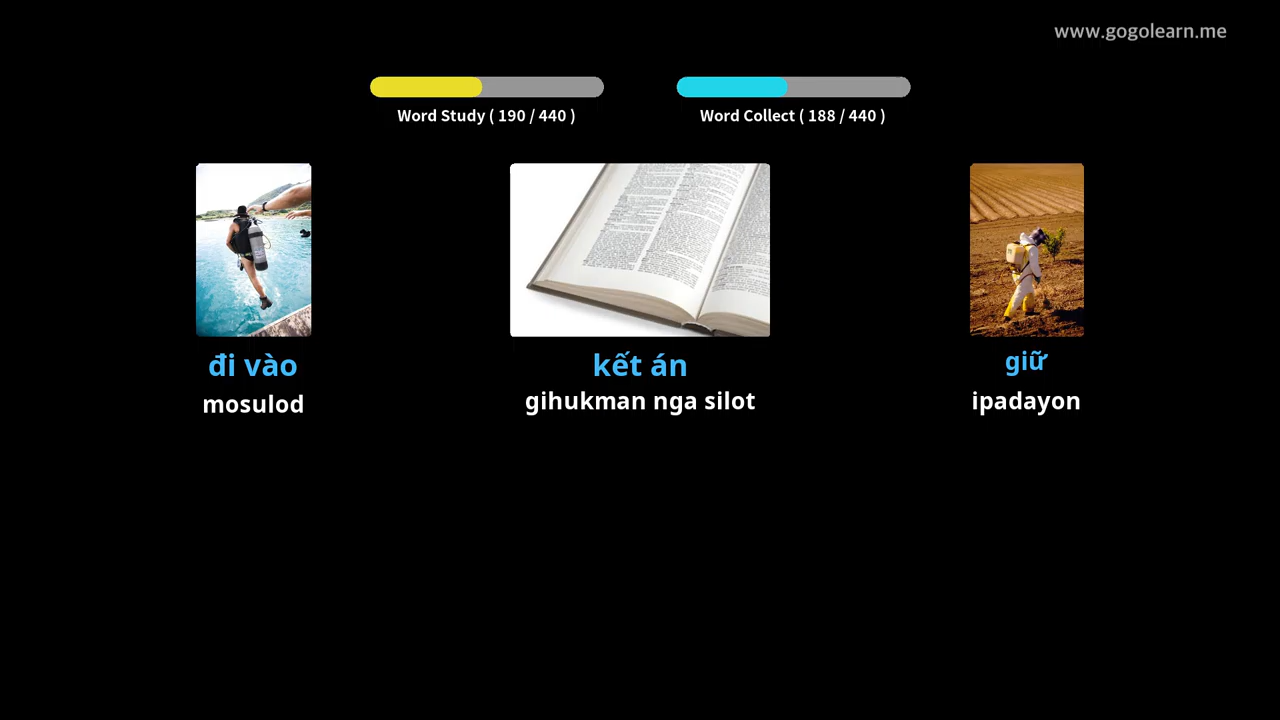 www.gogolearn.me
Word Study ( 190 / 440 )
Word Collect ( 188 / 440 )
đi vào
mosulod
kết án
gihukman nga silot
giữ
ipadayon